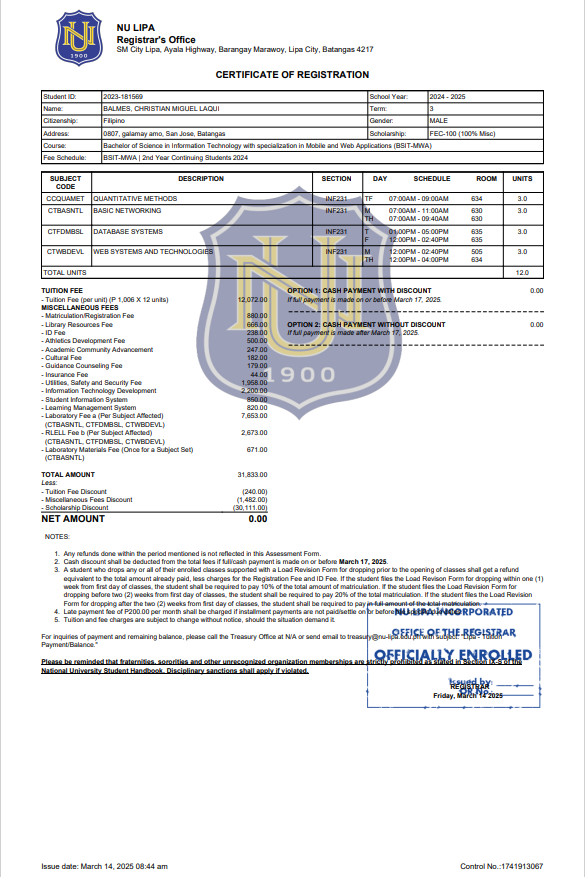 NU LIPA
Registrar's Office
SM City Lipa, Ayala Highway, Barangay Marawoy, Lipa City, Batangas 4217
1900
CERTIFICATE OF REGISTRATION
Student ID: 2023-181569 School Year: 2024 - 2025
Name: BALMES, CHRISTIAN MIGUEL LAQUI Term: 3
Citizenship: Filipino Gender: MALE
Address: 0807, galamay amo, San Jose, Batangas Scholarship: FEC-100 (100% Misc)
Course: Bachelor of Science in Information Technology with specialization in Mobile and Web Applications (BSIT-MWA)
Fee Schedule: BSIT-MWA | 2nd Year Continuing Students 2024
SUBJECT CODE DESCRIPTION SECTION DAY SCHEDULE ROOM UNITS
CCQUAMET QUANTITATIVE METHODS INF231 TF 07:00AM - 09:00AM 634 3.0
CTBASNTL BASIC NETWORKING INF231 M 07:00AM - 11:00AM 630 3.0
TH 07:00AM - 09:40AM 630
CTFDMBSL DATABASE SYSTEMS INF231 T 01:00PM - 05:00PM 635 3.0
F 12:00PM - 02:40PM 635
CTWBDEVL WEB SYSTEMS AND TECHNOLOGIES INF231 M 12:00PM - 02:40PM 505 3.0
TH 12:00PM - 04:00PM 634
TOTAL UNITS 12.0
TUITION FEE
- Tuition Fee (per unit) (P 1,006 X 12 units) 12,072.00
MISCELLANEOUS FEES
- Matriculation/Registration Fee 880.00
- Library Resources Fee 668.00
- ID Fee 238.00
- Athletics Development Fee 500.00
- Academic Community Advancement 247.00
- Cultural Fee 182.00
- Guidance Counseling Fee 179.00
- Insurance Fee 44.00
- Utilities, Safety and Security Fee 1,958.00
- Information Technology Development 2,200.00
- Student Information System 850.00
- Learning Management System 820.00
- Laboratory Fee a (Per Subject Affected) 7,653.00
(CTBASNTL, CTFDMBSL, CTWBDEVL)
- RLELL Fee b (Per Subject Affected) 2,673.00
(CTBASNTL, CTFDMBSL, CTWBDEVL)
- Laboratory Materials Fee (Once for a Subject Set) 671.00
(CTBASNTL)
TOTAL AMOUNT 31,833.00
Less:
- Tuition Fee Discount (240.00)
- Miscellaneous Fees Discount (1,482.00)
- Scholarship Discount (30,111.00)
NET AMOUNT 0.00
OPTION 1: CASH PAYMENT WITH DISCOUNT 0.00
If full payment is made on or before March 17, 2025.
OPTION 2: CASH PAYMENT WITHOUT DISCOUNT 0.00
If full payment is made after March 17, 2025.
1900
NOTES:
1. Any refunds done within the period mentioned is not reflected in this Assessment Form.
2. Cash discount shall be deducted from the total fees if full/cash payment is made on or before March 17, 2025.
3. A student who drops any or all of their enrolled classes supported with a Load Revision Form for dropping prior to the opening of classes shall get a refund
equivalent to the total amount already paid, less charges for the Registration Fee and ID Fee. If the student files the Load Revison Form for dropping within one (1)
week from first day of classes, the student shall be required to pay 10% of the total amount of matriculation. If the student files the Load Revision Form for
dropping before two (2) weeks from first day of classes, the student shall be required to pay 20% of the total matriculation. If the student files the Load Revision
Form for dropping after the two (2) weeks from first day of classes, the student shall be required to pay in full amount of the total matriculation.
4. Late payment fee of P200.00 per month shall be charged if installment payments are not paid/settle on or before
5. Tuition and fee charges are subject to change without notice, should the situation demand it.
For inquiries of payment and remaining balance, please call the Treasury Office at N/A or send email to treasury@nu-lipa.edu.ph with subject: "Lipa - Tuition
Payment/Balance."
Please be reminded that fraternities, sororities and other unrecognized organization memberships are strictly prohibited as stated in Section IX-S of the
National University Student Handbook. Disciplinary sanctions shall apply if violated.
NU LIPA INCORPORATED
OFFICE OF THE REGISTRAR
OFFICIALLY ENROLLED
Issued by:
REGISTRAR
OR No.:
Friday, March 14 2025
Issue date: March 14, 2025 08:44 am
Control No.:1741913067